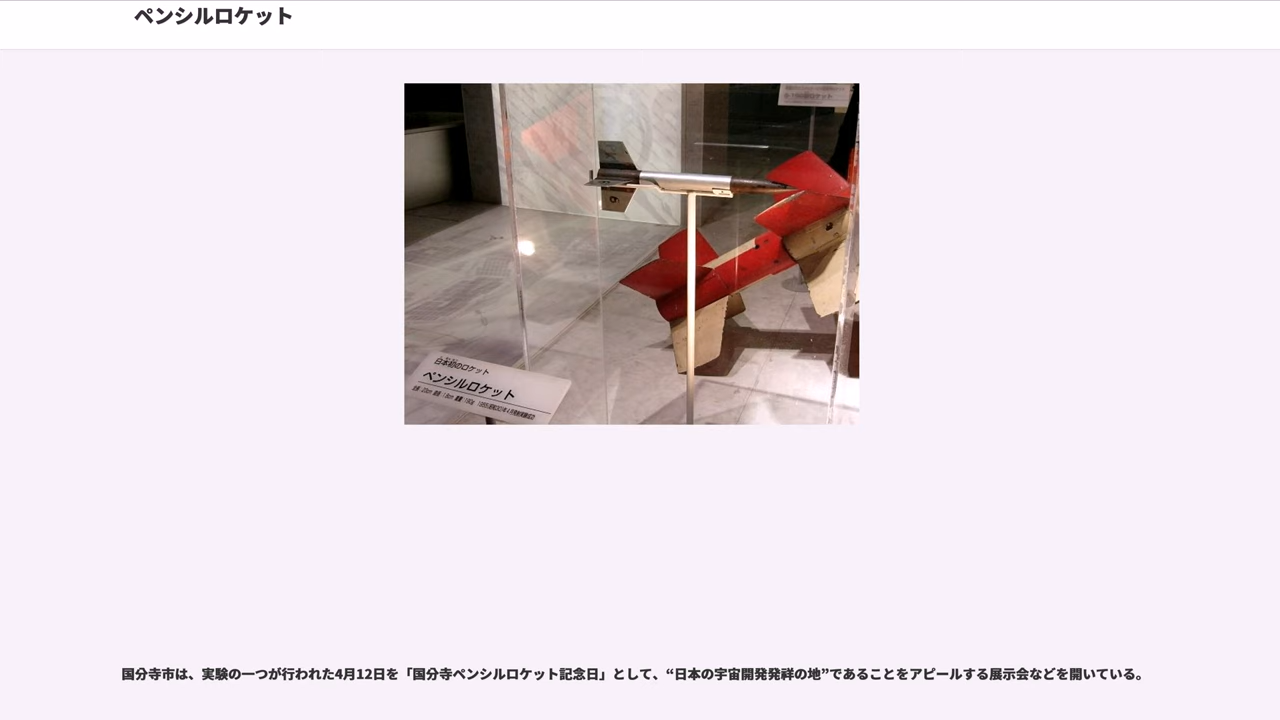 ペンシルロケット
日本初のロケット
ペンシルロケット
国分寺市は、実験の一つが行われた4月12日を「国分寺ペンシルロケット記念日」として、“日本の宇宙開発発祥の地”であることをアピールする展示会などを開いている。